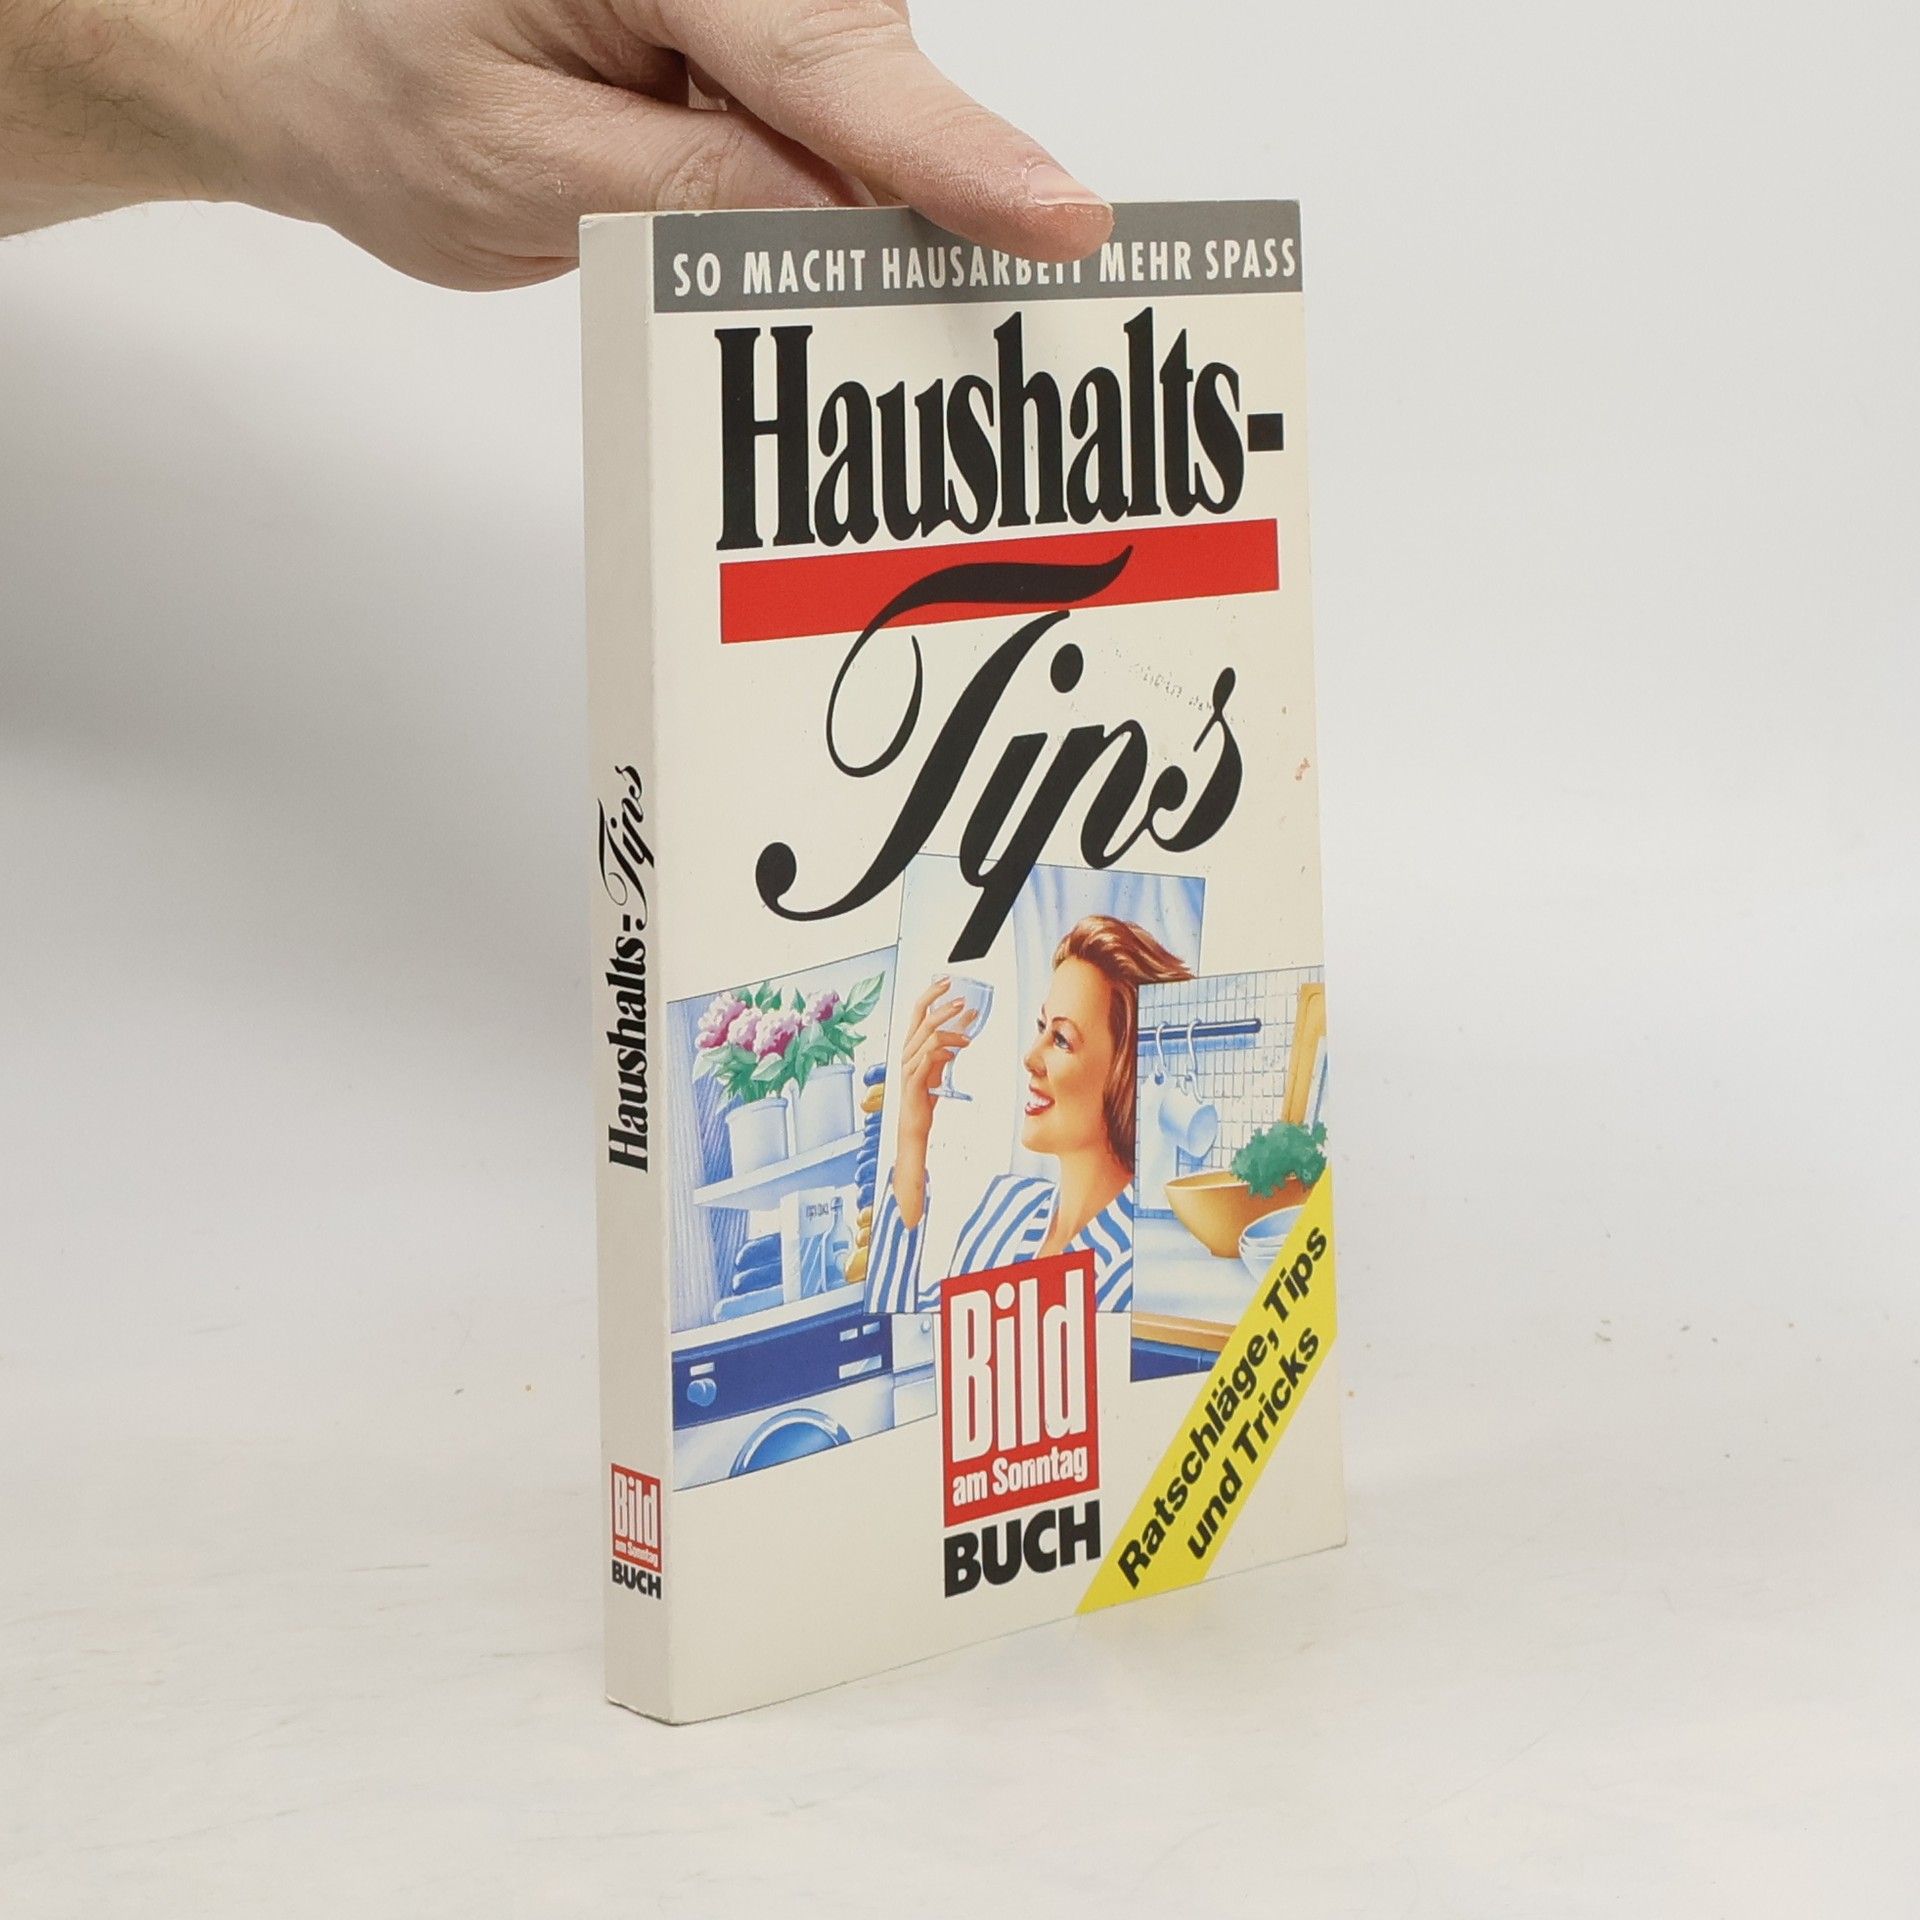 SO MACHT HAUSARBEIT MEHR SPASS
Haushalts-
Tips
Bild
am Sonntag
BUCH
Ratschläge, Tips
und Tricks
Haushalts-Tips
Bild
am Sonntag
BUCH